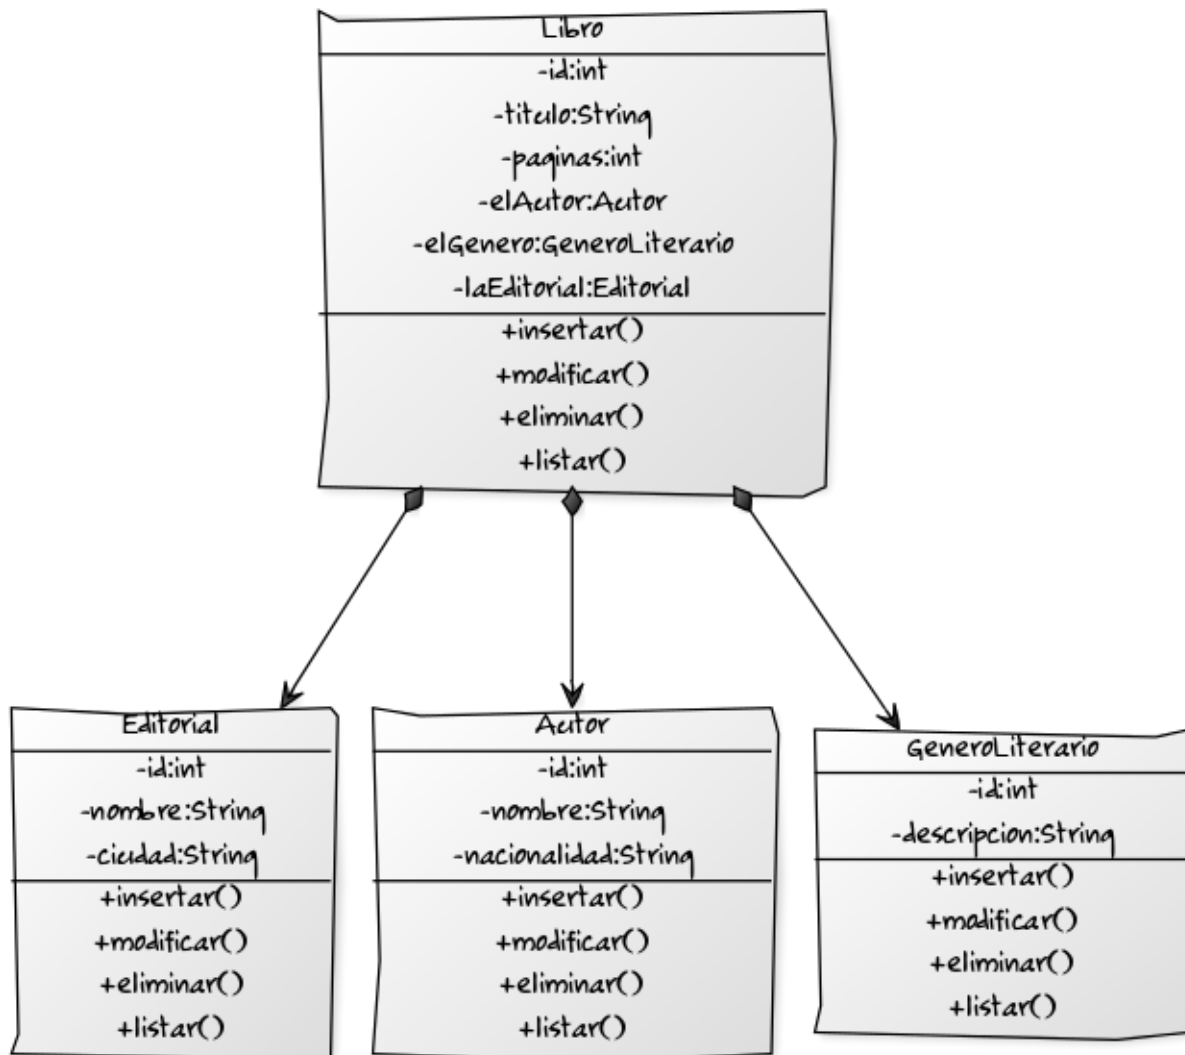 Libro
-id:int
-titulo:String
-paginas:int
-elAutor:Autor
-elGenero:GeneroLiterario
-laEditorial:Editorial
+insertar()
+modificar()
+eliminar()
+listar()
Editorial
-id:int
-nombre:String
-ciudad:String
+insertar()
+modificar()
+eliminar()
+listar()
Autor
-id:int
-nombre:String
-nacionalidad:String
+insertar()
+modificar()
+eliminar()
+listar()
GeneroLiterario
-id:int
-descripcion:String
+insertar()
+modificar()
+eliminar()
+listar()